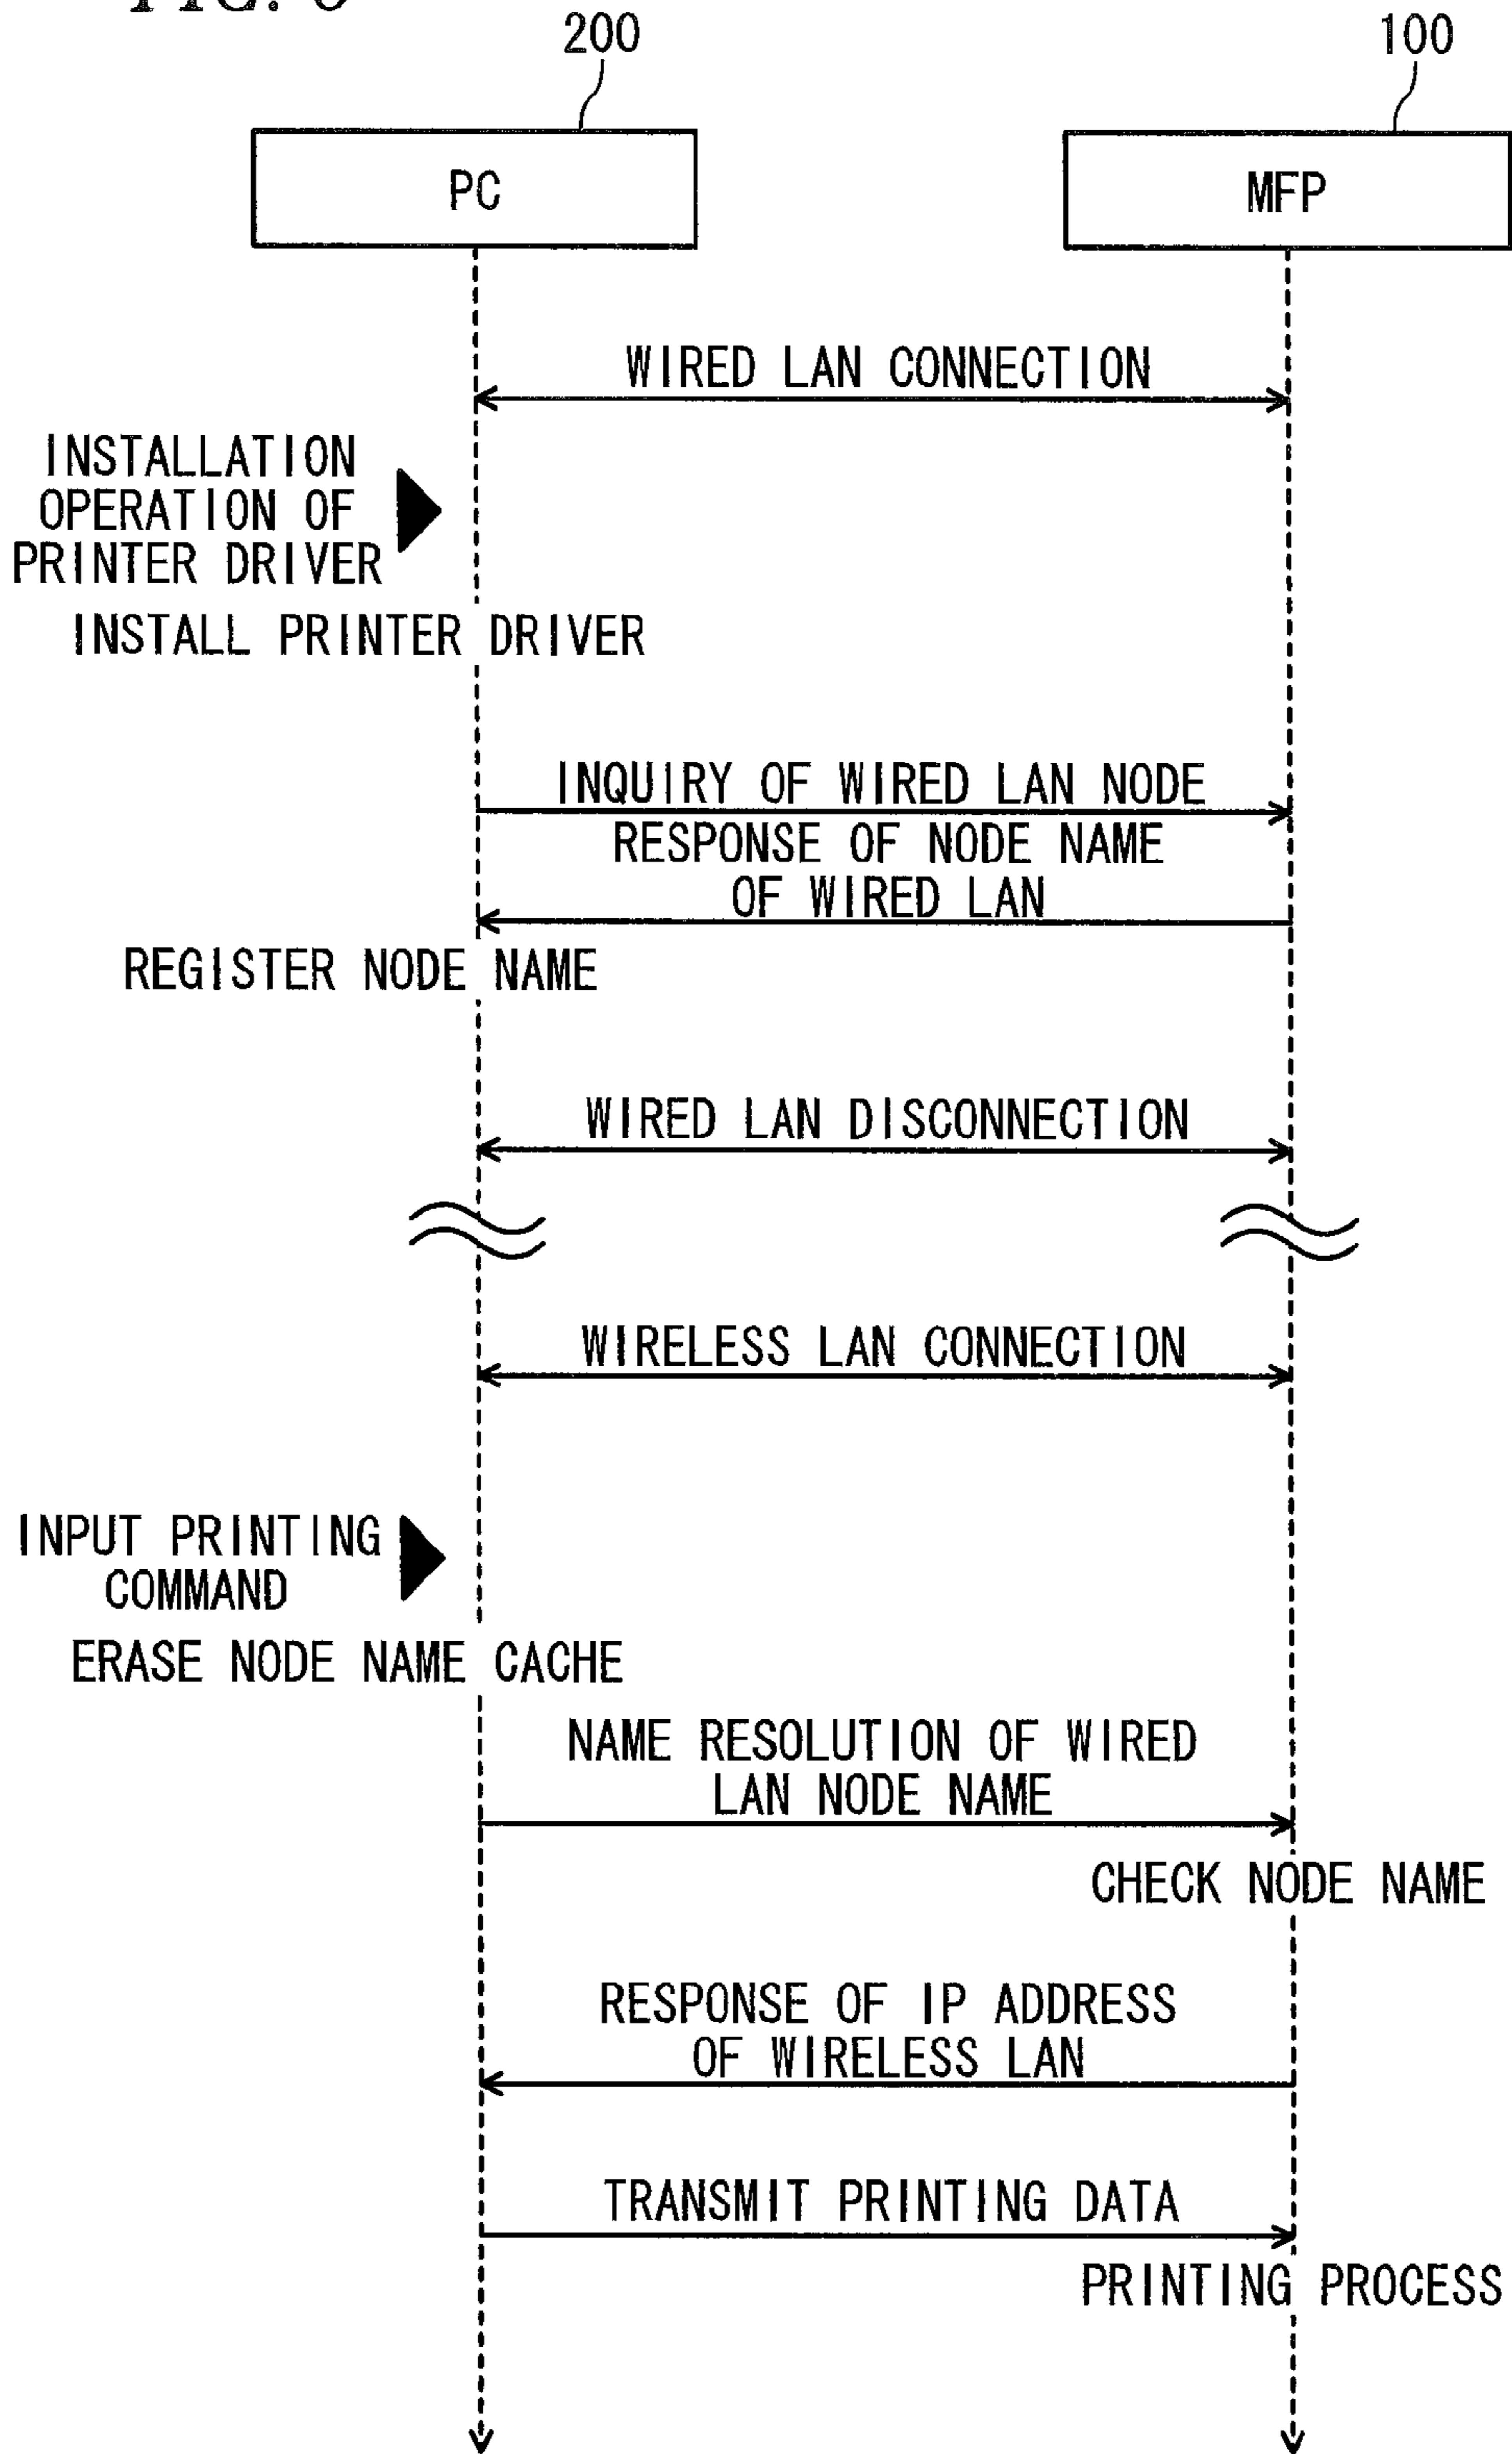 200
100
PC
MFP
WIRED LAN CONNECTION
INSTALLATION
OPERATION OF
PRINTER DRIVER
INSTALL PRINTER DRIVER
INQUIRY OF WIRED LAN NODE
RESPONSE OF NODE NAME
OF WIRED LAN
REGISTER NODE NAME
WIRED LAN DISCONNECTION
WIRELESS LAN CONNECTION
INPUT PRINTING
COMMAND
ERASE NODE NAME CACHE
NAME RESOLUTION OF WIRED
LAN NODE NAME
CHECK NODE NAME
RESPONSE OF IP ADDRESS
OF WIRELESS LAN
TRANSMIT PRINTING DATA
PRINTING PROCESS